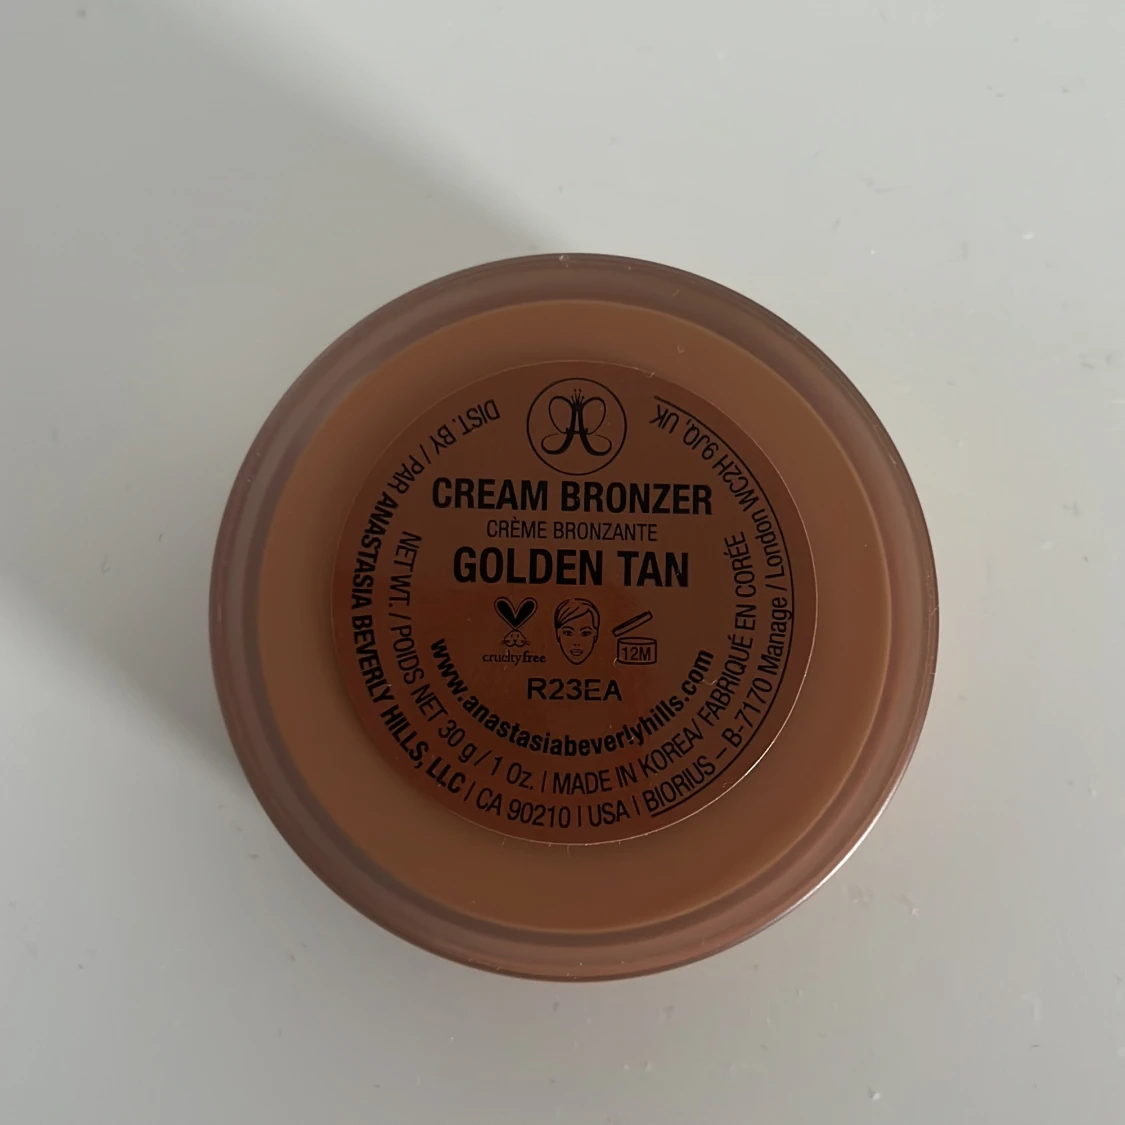 CREAM BRONZER
CRÈME BRONZANTE
GOLDEN TAN
crueltyfree
12M
R23EA
www.anastasiabeverlyhills.com
NET WT. / POIDS NET 30 g / 1 Oz. | MADE IN KOREA/ FABRIQUÉ EN CORÉE
DIST. BY / PAR ANASTASIA BEVERLY HILLS, LLC | CA 90210 | USA | BIORIUS – B-7170 Manage / London WC2H 9JQ, UK